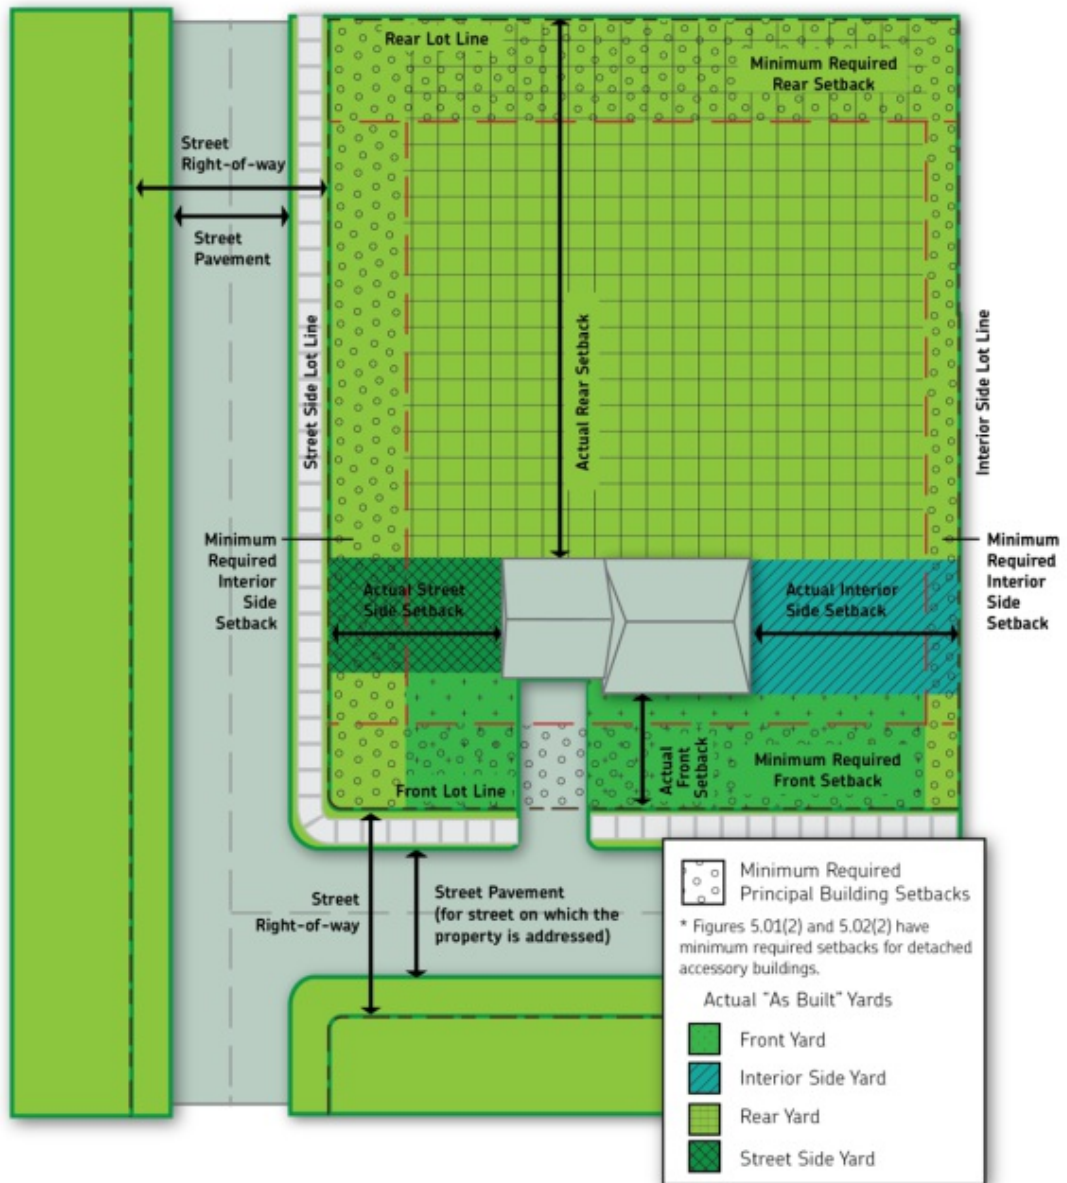 Rear Lot Line
Minimum Required
Rear Setback
Street
Right-of-way
Street
Pavement
Street Side Lot Line
Actual Rear Setback
Interior Side Lot Line
Minimum
Required
Interior
Side
Setback
Actual Street
Side Setback
Actual Interior
Side Setback
Minimum
Required
Interior
Side
Setback
Actual
Front
Setback
Minimum Required
Front Setback
Front Lot Line
Street
Right-of-way
Street Pavement
(for street on which the
property is addressed)
Minimum Required
Principal Building Setbacks
* Figures 5.01(2) and 5.02(2) have
minimum required setbacks for detached
accessory buildings.
Actual "As Built" Yards
Front Yard
Interior Side Yard
Rear Yard
Street Side Yard